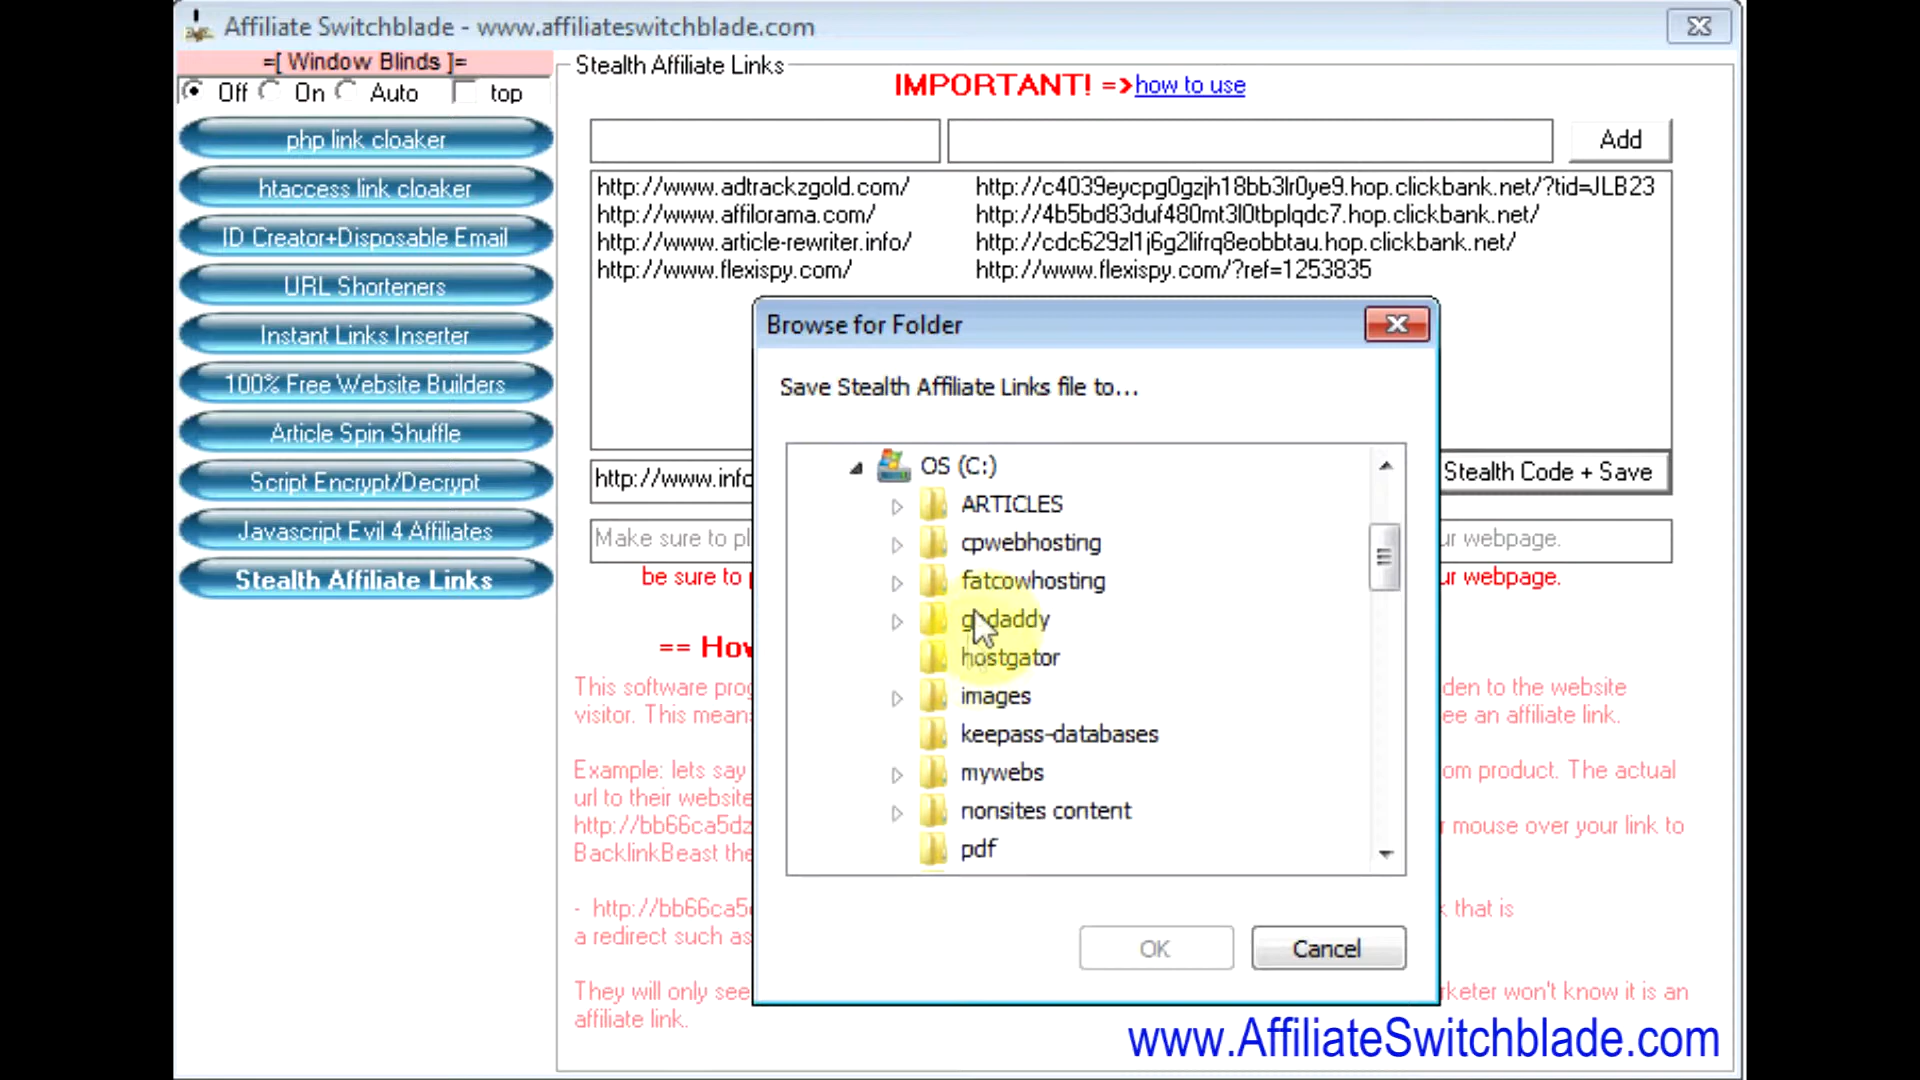 Affiliate Switchblade - www.affiliateswitchblade.com
=[ Window Blinds ]=
Off On Auto top
php link cloaker
htaccess link cloaker
ID Creator+Disposable Email
URL Shorteners
Instant Links Inserter
100% Free Website Builders
Article Spin Shuffle
Script Encrypt/Decrypt
Javascript Evil 4 Affiliates
Stealth Affiliate Links
Stealth Affiliate Links
IMPORTANT! =>how to use
Add
http://www.adtrackzgold.com/ http://c4039eycpg0gzjh18bb3lr0ye9.hop.clickbank.net/?tid=JLB23
http://www.affilorama.com/ http://4b5bd83duf480mt3l0tbplqdc7.hop.clickbank.net/
http://www.article-rewriter.info/ http://cdc629zl1j6g2lifrq8eobbtau.hop.clickbank.net/
http://www.flexispy.com/ http://www.flexispy.com/?ref=1253835
Browse for Folder
Save Stealth Affiliate Links file to...
OS (C:)
ARTICLES
cpwebhosting
fatcowhosting
godaddy
hostgator
images
keepass-databases
mywebs
nonsites content
pdf
OK Cancel
http://www.info Stealth Code + Save
Make sure to pl ur webpage.
be sure to p ur webpage.
== How
This software prog den to the website
visitor. This means ee an affiliate link.
Example: lets say om product. The actual
url to their website
http://bb66ca5dz r mouse over your link to
BacklinkBeast the
- http://bb66ca5d k that is
a redirect such as
They will only see keter won't know it is an
affiliate link.
www.AffiliateSwitchblade.com